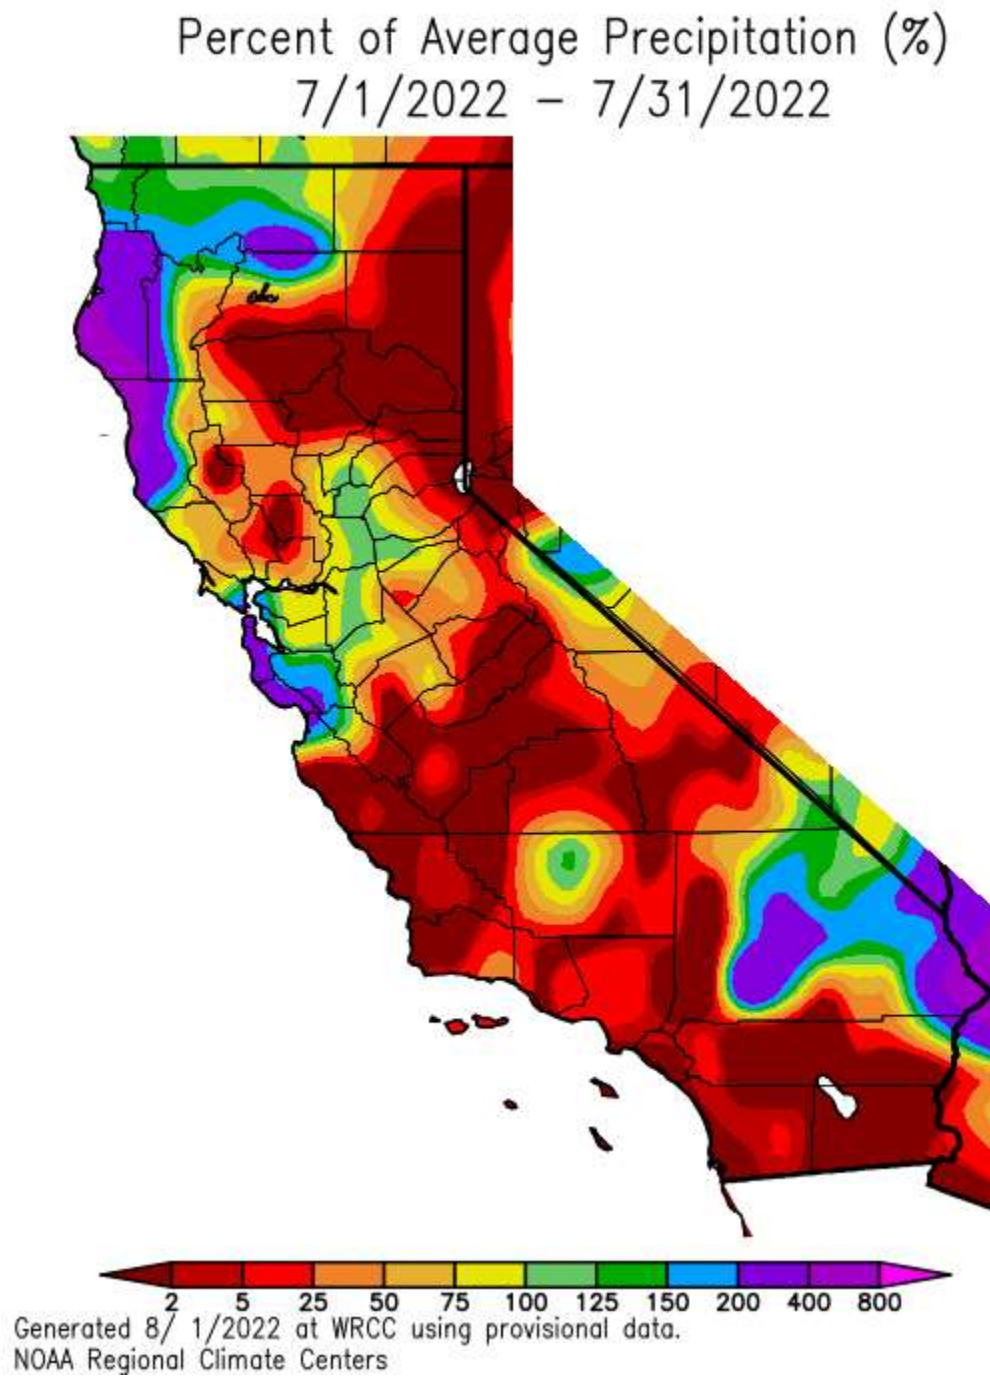 Percent of Average Precipitation (%)
7/1/2022 – 7/31/2022
2 5 25 50 75 100 125 150 200 400 800
Generated 8/ 1/2022 at WRCC using provisional data.
NOAA Regional Climate Centers